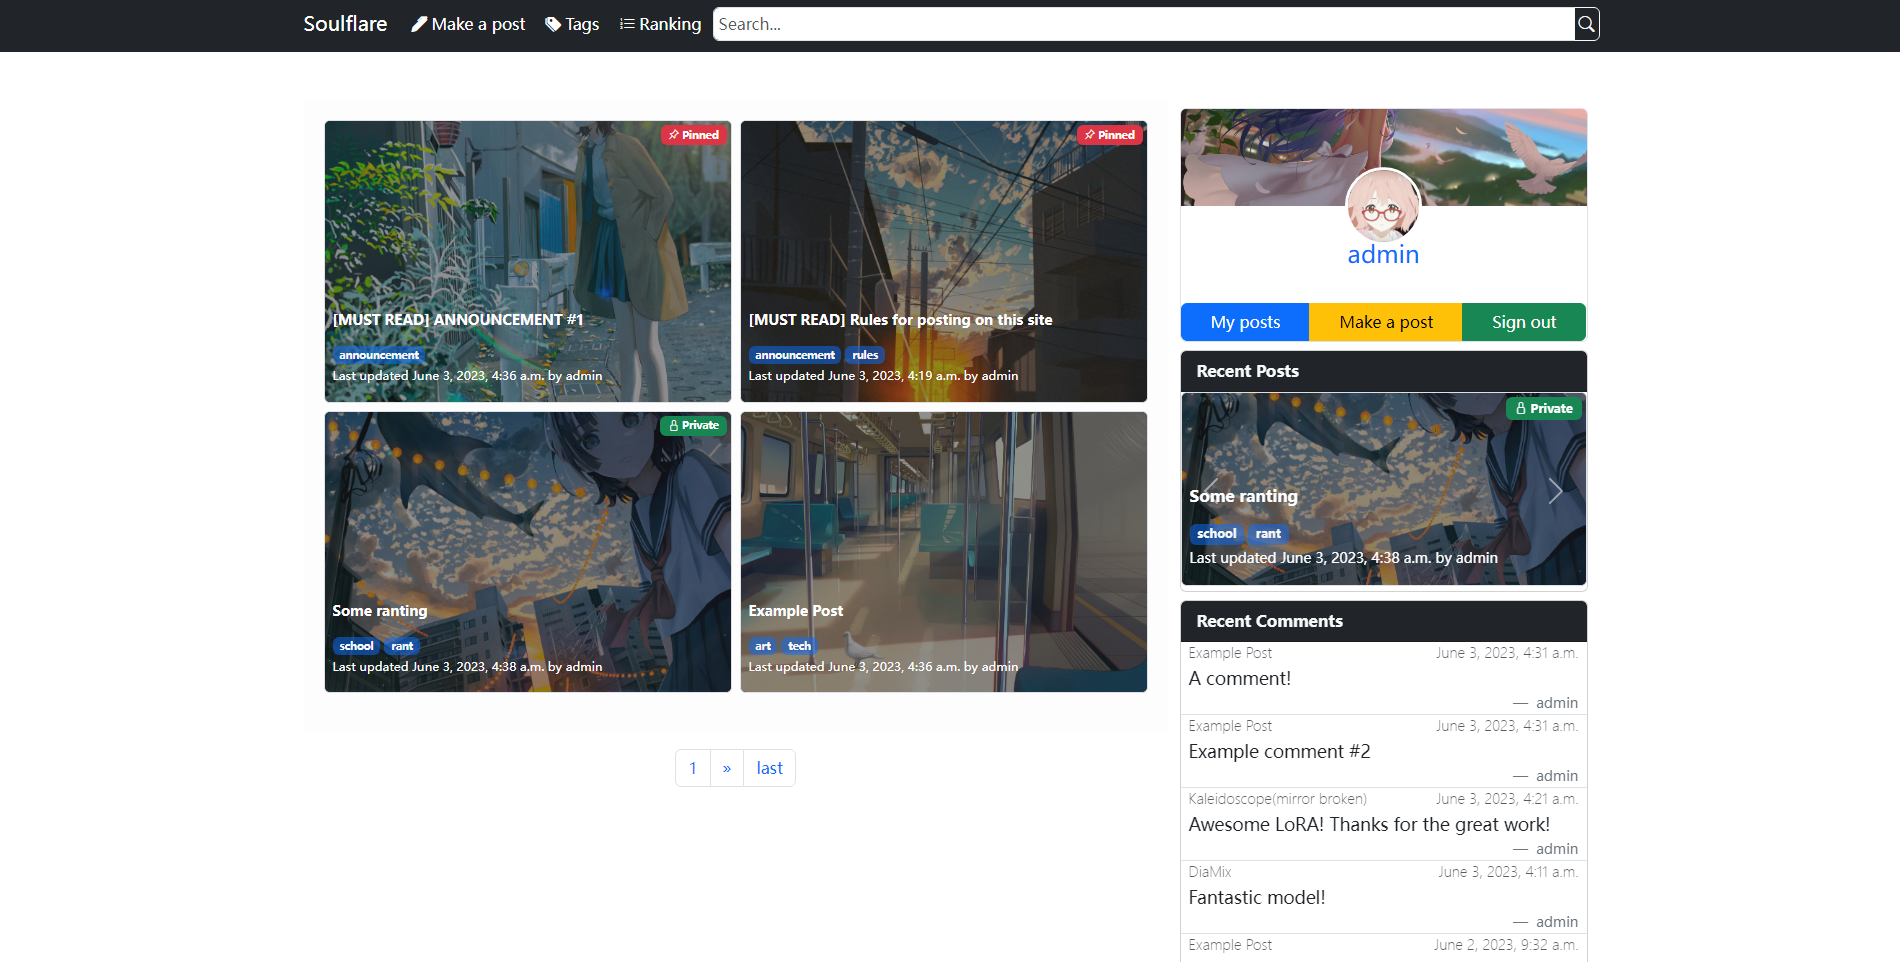 Soulflare Make a post Tags Ranking Search...
Pinned
[MUST READ] ANNOUNCEMENT #1
announcement
Last updated June 3, 2023, 4:36 a.m. by admin
Pinned
[MUST READ] Rules for posting on this site
announcement rules
Last updated June 3, 2023, 4:19 a.m. by admin
Private
Some ranting
school rant
Last updated June 3, 2023, 4:38 a.m. by admin
Example Post
art tech
Last updated June 3, 2023, 4:36 a.m. by admin
1 » last
admin
My posts Make a post Sign out
Recent Posts
Private
Some ranting
school rant
Last updated June 3, 2023, 4:38 a.m. by admin
Recent Comments
Example Post June 3, 2023, 4:31 a.m.
A comment!
— admin
Example Post June 3, 2023, 4:31 a.m.
Example comment #2
— admin
Kaleidoscope(mirror broken) June 3, 2023, 4:21 a.m.
Awesome LoRA! Thanks for the great work!
— admin
DiaMix June 3, 2023, 4:11 a.m.
Fantastic model!
— admin
Example Post June 2, 2023, 9:32 a.m.